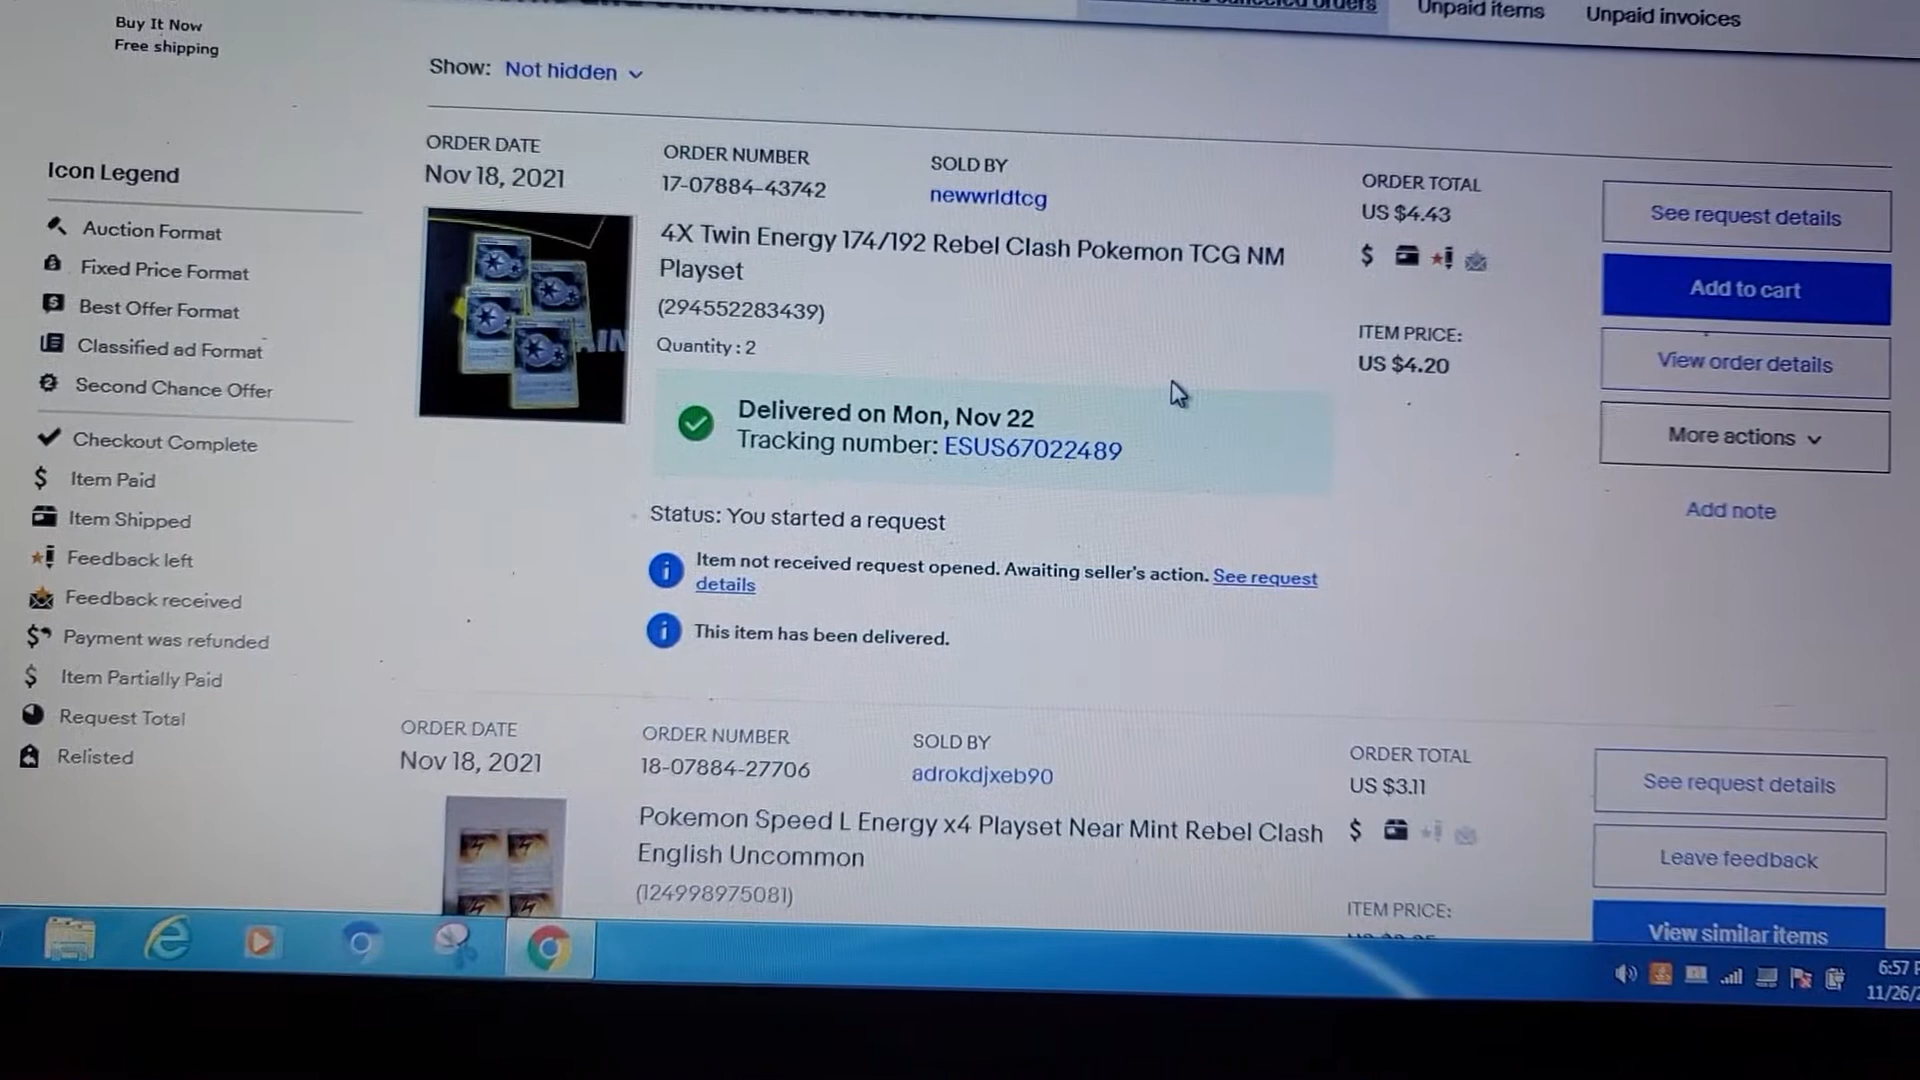 Buy It Now
Free shipping
Unpaid items
Unpaid invoices
Show: Not hidden
Icon Legend
Auction Format
Fixed Price Format
Best Offer Format
Classified ad Format
Second Chance Offer
Checkout Complete
Item Paid
Item Shipped
Feedback left
Feedback received
Payment was refunded
Item Partially Paid
Request Total
Relisted
ORDER DATE
Nov 18, 2021
ORDER NUMBER
17-07884-43742
SOLD BY
newwrldtcg
ORDER TOTAL
US $4.43
4X Twin Energy 174/192 Rebel Clash Pokemon TCG NM
Playset
(294552283439)
Quantity : 2
ITEM PRICE:
US $4.20
Delivered on Mon, Nov 22
Tracking number: ESUS67022489
Status: You started a request
Item not received request opened. Awaiting seller's action. See request
details
This item has been delivered.
See request details
Add to cart
View order details
More actions
Add note
ORDER DATE
Nov 18, 2021
ORDER NUMBER
18-07884-27706
SOLD BY
adrokdjxeb90
ORDER TOTAL
US $3.11
Pokemon Speed L Energy x4 Playset Near Mint Rebel Clash
English Uncommon
(124998975081)
ITEM PRICE:
See request details
Leave feedback
View similar items
6:57
11/26/